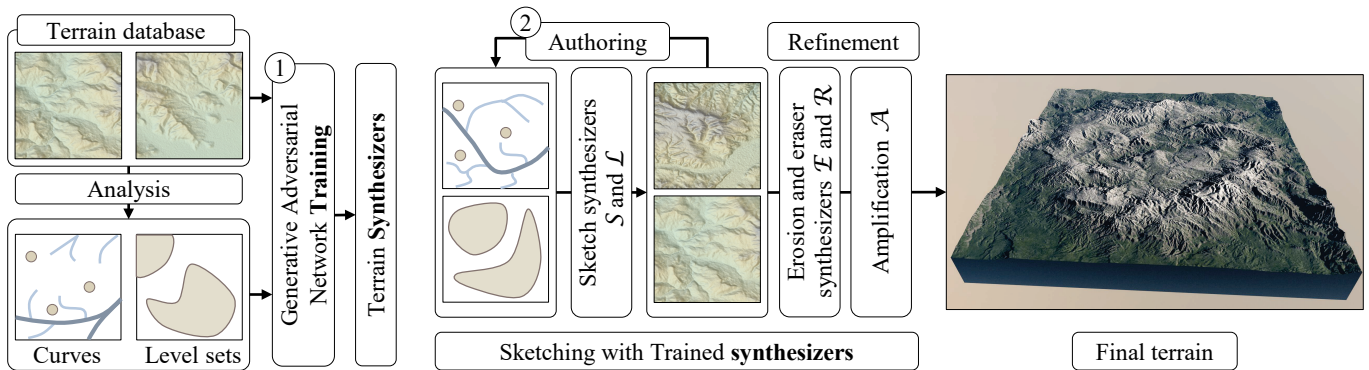 Terrain database
Analysis
Curves
Level sets
1
Generative Adversarial
Network Training
Terrain Synthesizers
2
Authoring
Refinement
Sketch synthesizers
𝒮 and ℒ
Erosion and eraser
synthesizers ℰ and ℛ
Amplification 𝒜
Sketching with Trained synthesizers
Final terrain